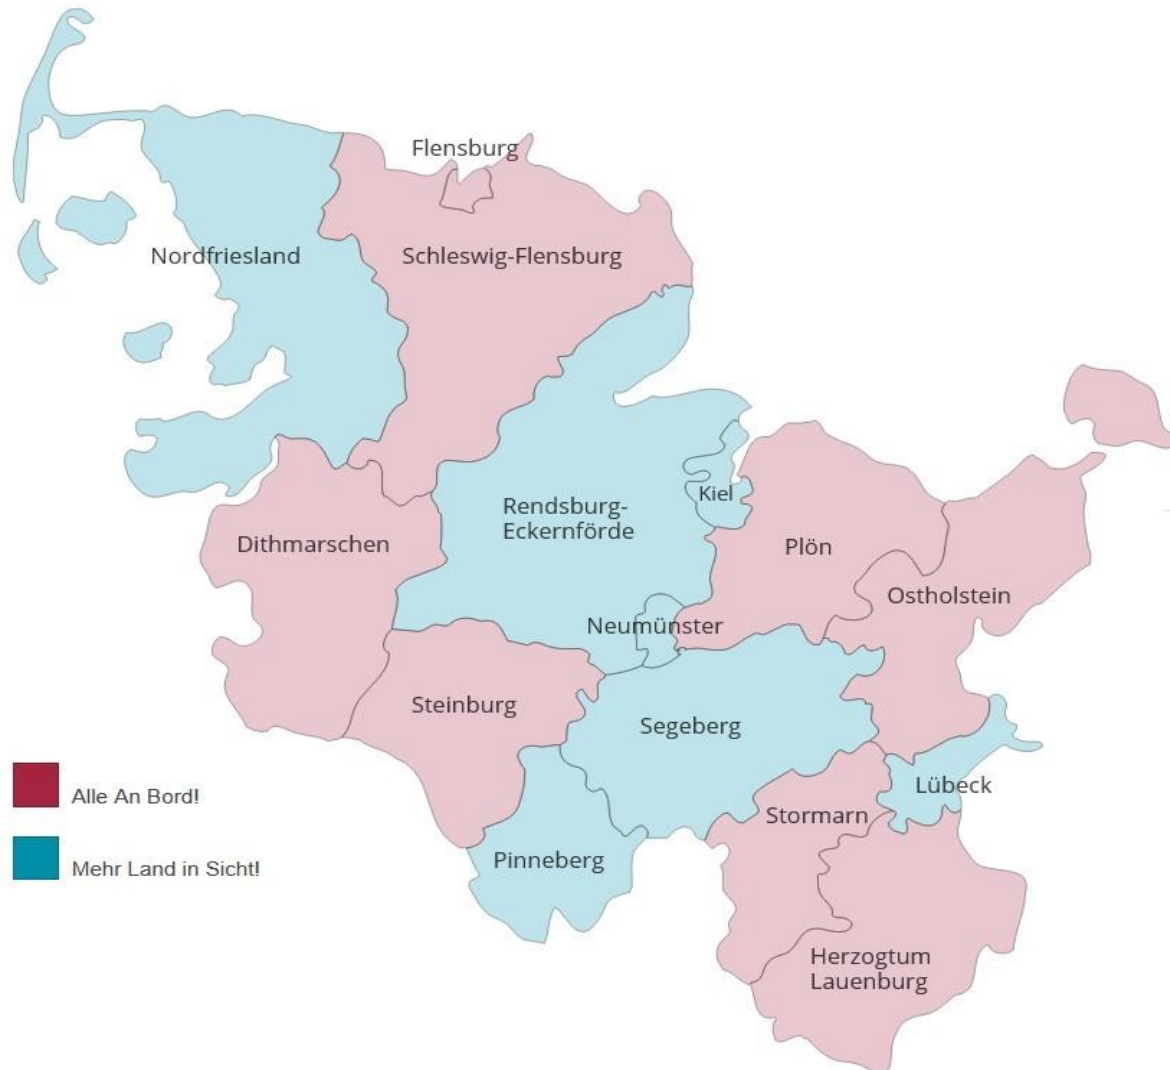 Flensburg
Nordfriesland
Schleswig-Flensburg
Kiel
Rendsburg-
Eckernförde
Dithmarschen
Plön
Ostholstein
Neumünster
Steinburg
Segeberg
Lübeck
Alle An Bord!
Stormarn
Mehr Land in Sicht!
Pinneberg
Herzogtum
Lauenburg